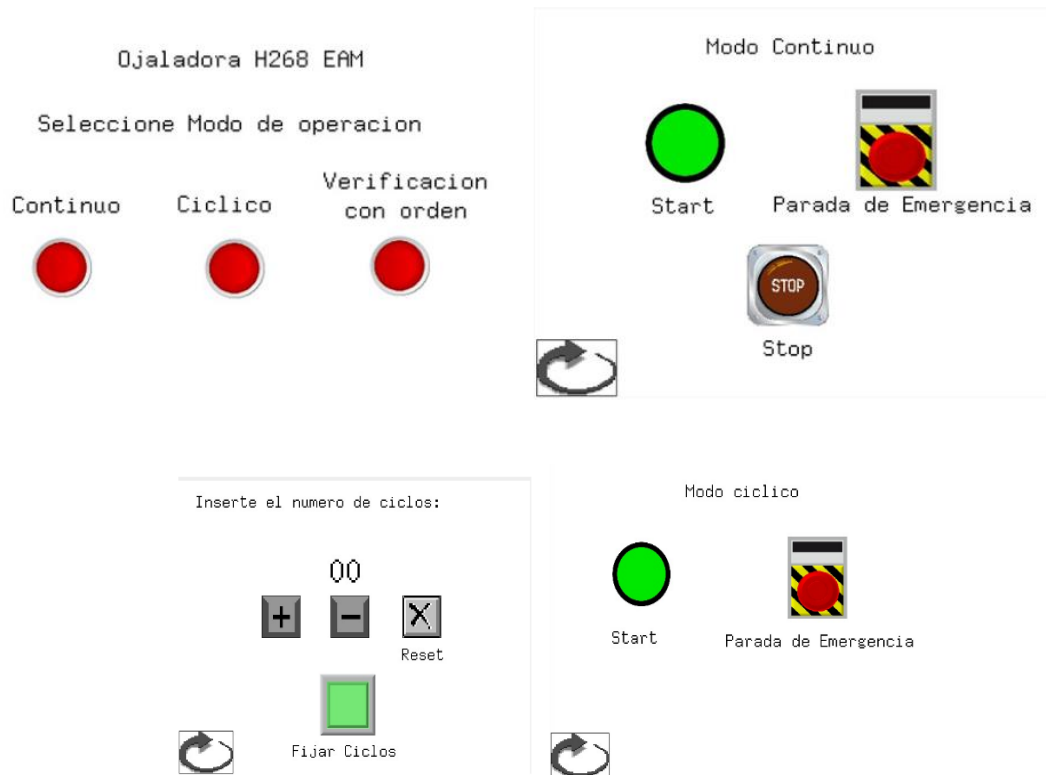 Ojaladora H268 EAM
Seleccione Modo de operacion
Continuo
Ciclico
Verificacion
con orden
Modo Continuo
Start
Parada de Emergencia
STOP
Stop
Inserte el numero de ciclos:
00
+
-
X
Reset
Fijar Ciclos
Modo ciclico
Start
Parada de Emergencia